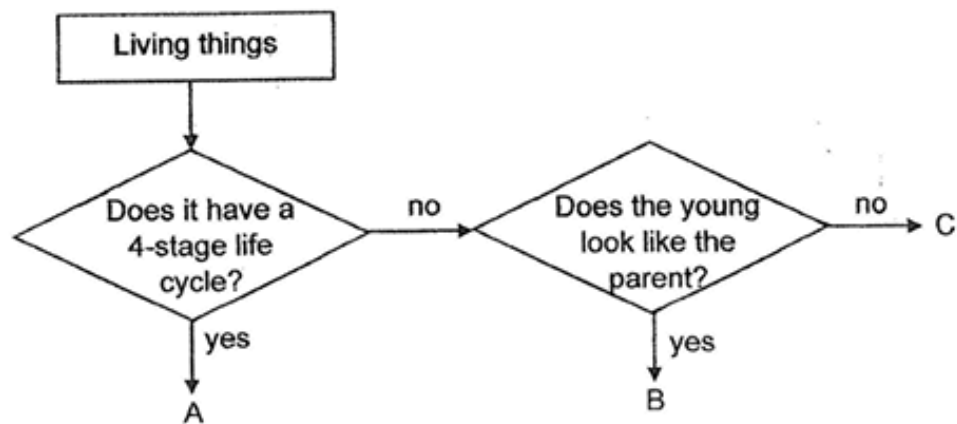 Living things
Does it have a
4-stage life
cycle?
no
Does the young
look like the
parent?
no
C
yes
A
yes
B